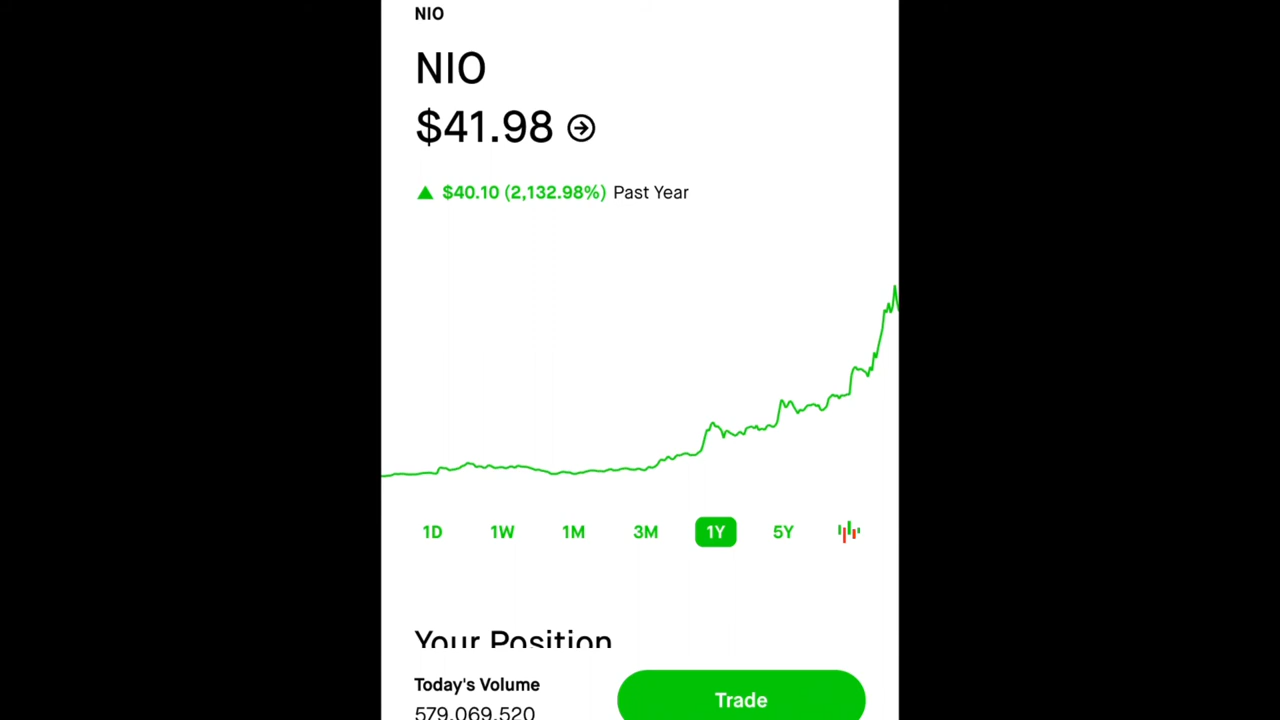 NIO
NIO
$41.98
$40.10 (2,132.98%) Past Year
1D 1W 1M 3M 1Y 5Y
Your Position
Today's Volume
579,069,520
Trade